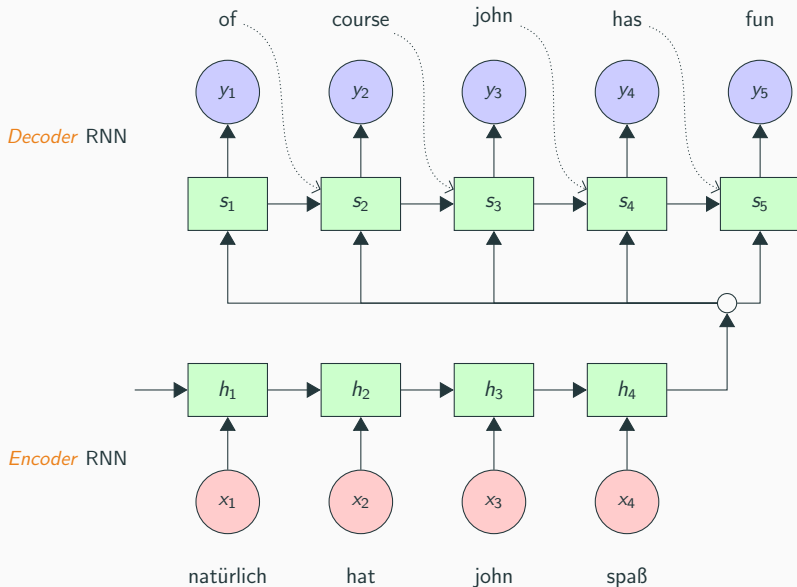 of course john has fun
y₁ y₂ y₃ y₄ y₅
Decoder RNN
s₁ s₂ s₃ s₄ s₅
h₁ h₂ h₃ h₄
Encoder RNN
x₁ x₂ x₃ x₄
natürlich hat john spaß